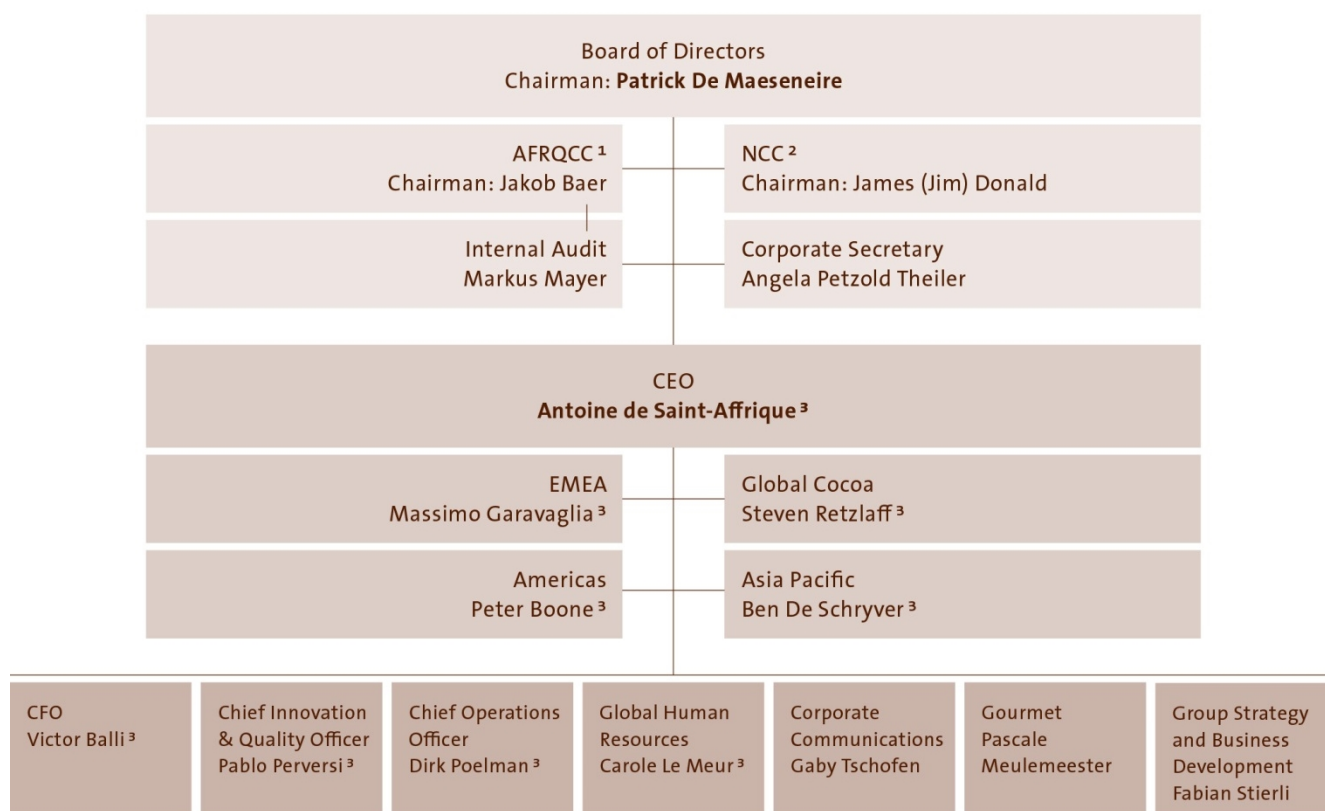 Board of Directors
Chairman: Patrick De Maeseneire
AFRQCC ¹
Chairman: Jakob Baer
NCC ²
Chairman: James (Jim) Donald
Internal Audit
Markus Mayer
Corporate Secretary
Angela Petzold Theiler
CEO
Antoine de Saint-Affrique ³
EMEA
Massimo Garavaglia ³
Global Cocoa
Steven Retzlaff ³
Americas
Peter Boone ³
Asia Pacific
Ben De Schryver ³
CFO
Victor Balli ³
Chief Innovation
& Quality Officer
Pablo Perversi ³
Chief Operations
Officer
Dirk Poelman ³
Global Human
Resources
Carole Le Meur ³
Corporate
Communications
Gaby Tschofen
Gourmet
Pascale
Meulemeester
Group Strategy
and Business
Development
Fabian Stierli